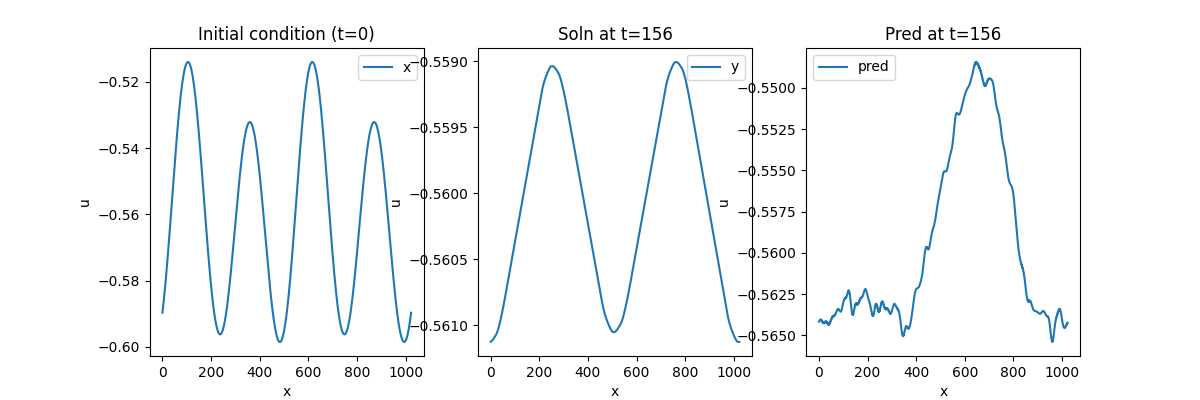 Initial condition (t=0)
x
−0.52
−0.54
−0.56
−0.58
−0.60
u
0 200 400 600 800 1000
x
Soln at t=156
y
−0.5590
−0.5595
−0.5600
−0.5605
−0.5610
u
0 200 400 600 800 1000
x
Pred at t=156
pred
−0.5500
−0.5525
−0.5550
−0.5575
−0.5600
−0.5625
−0.5650
u
0 200 400 600 800 1000
x